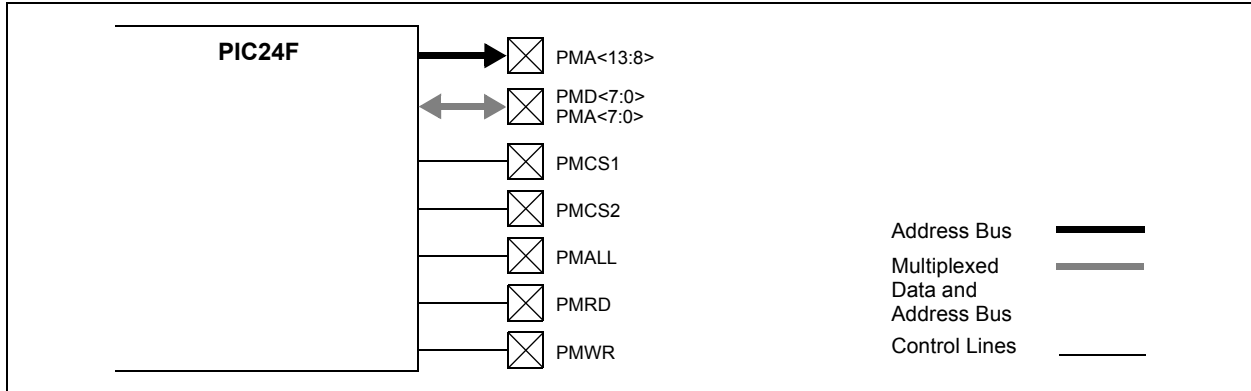 PIC24F
PMA<13:8>
PMD<7:0>
PMA<7:0>
PMCS1
PMCS2
PMALL
PMRD
PMWR
Address Bus
Multiplexed
Data and
Address Bus
Control Lines